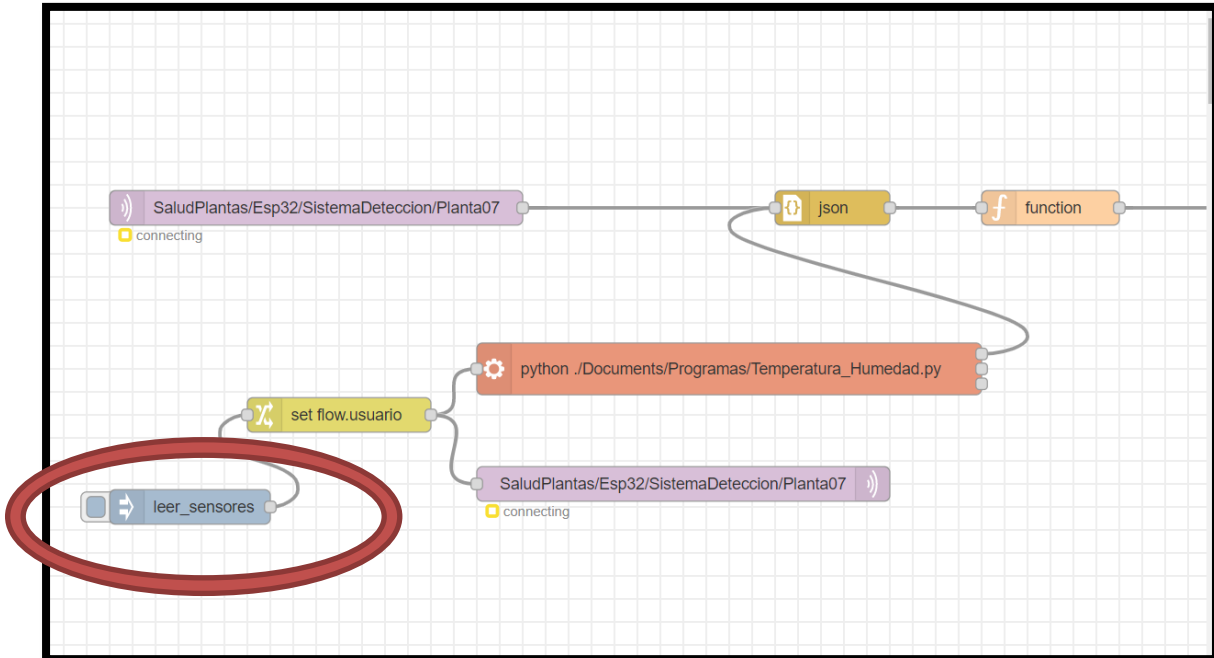 SaludPlantas/Esp32/SistemaDeteccion/Planta07
connecting
json
function
python ./Documents/Programas/Temperatura_Humedad.py
set flow.usuario
SaludPlantas/Esp32/SistemaDeteccion/Planta07
connecting
leer_sensores